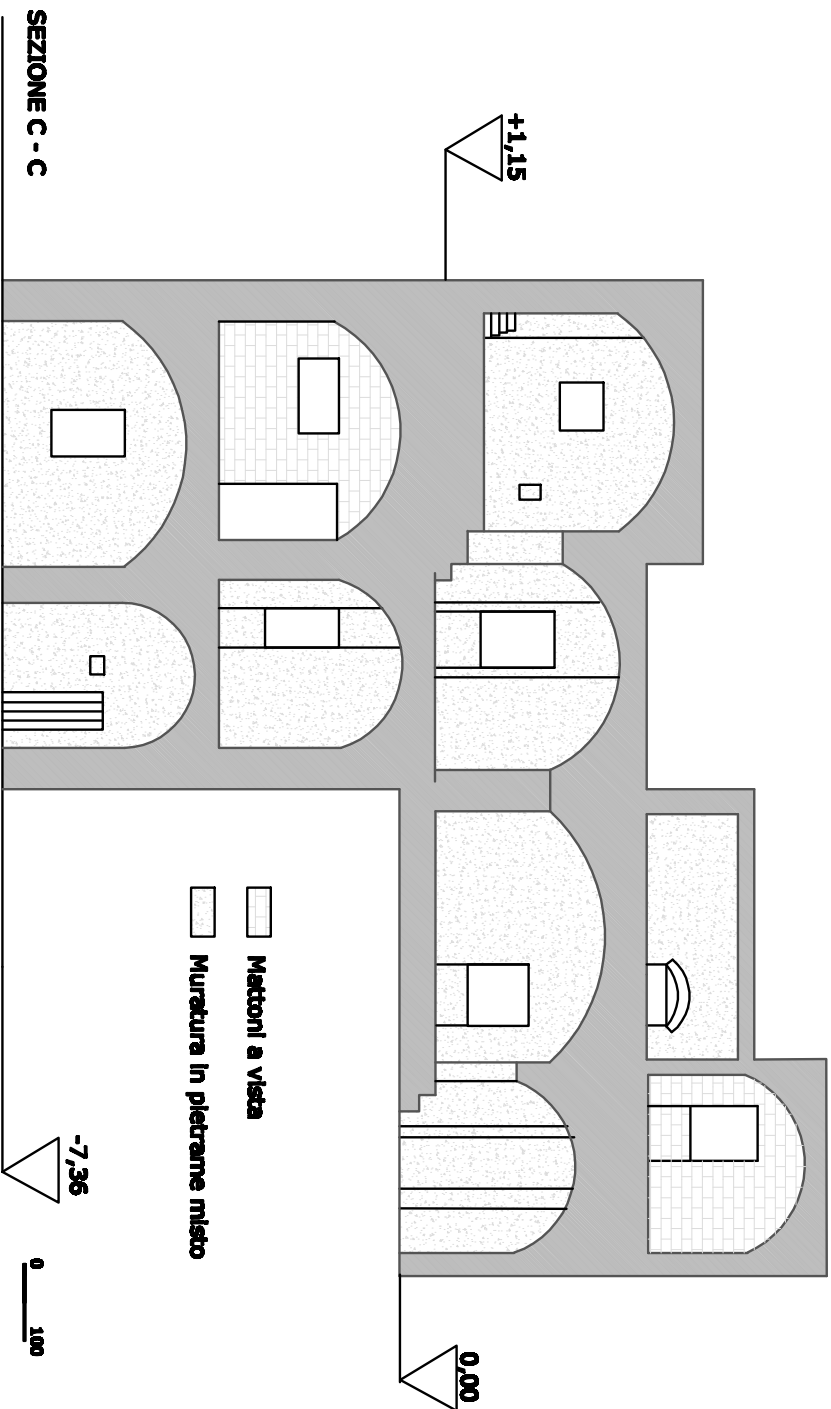 +1,15
0,00
Mattoni a vista
Muratura in pietrame misto
-7,36
SEZIONE C - C
0 100